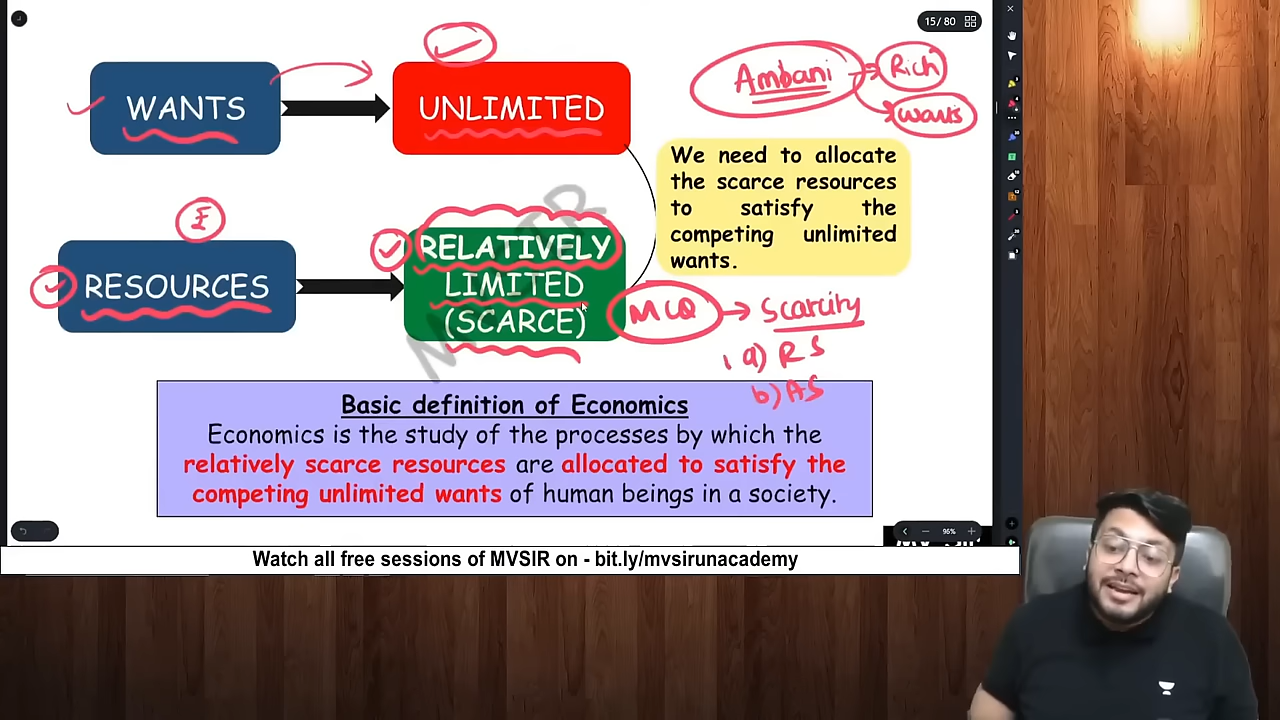 15/80
WANTS
UNLIMITED
Ambani
Rich
Wants
We need to allocate
the scarce resources
to satisfy the
competing unlimited
wants.
₹
RESOURCES
RELATIVELY
LIMITED
(SCARCE)
MCQ → Scarcity
a) RS
b) AS
Basic definition of Economics
Economics is the study of the processes by which the
relatively scarce resources are allocated to satisfy the
competing unlimited wants of human beings in a society.
96%
Watch all free sessions of MVSIR on - bit.ly/mvsirunacademy